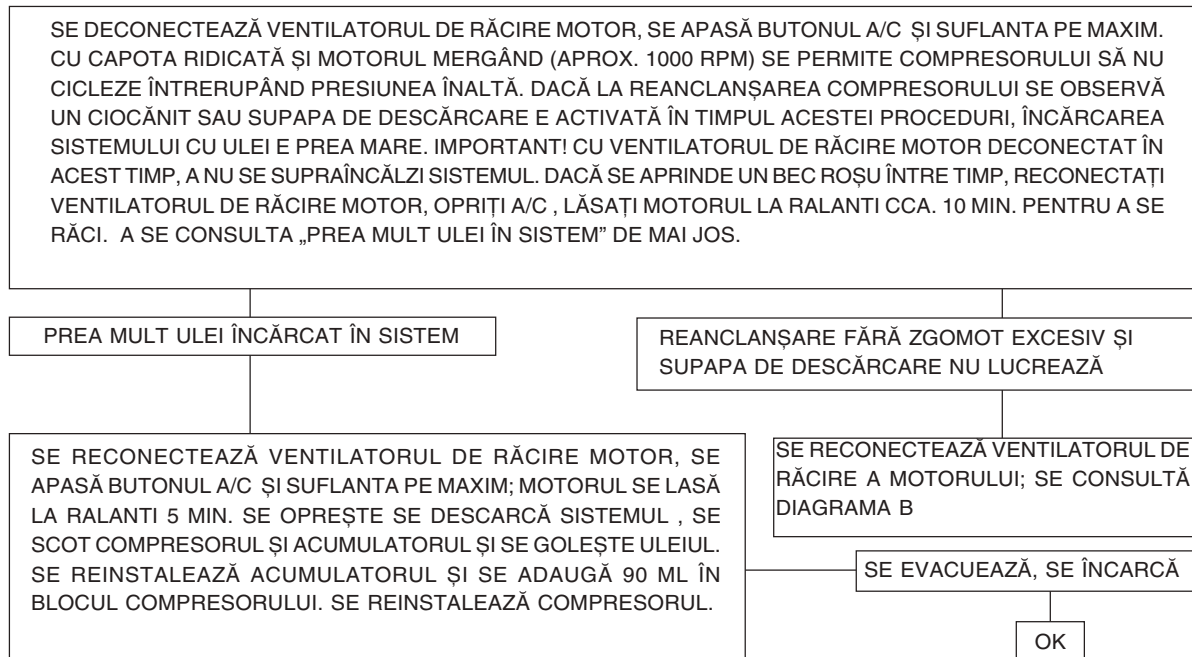 SE DECONECTEAZĂ VENTILATORUL DE RĂCIRE MOTOR, SE APASĂ BUTONUL A/C ȘI SUFLANTA PE MAXIM.
CU CAPOTA RIDICATĂ ȘI MOTORUL MERGÂND (APROX. 1000 RPM) SE PERMITE COMPRESORULUI SĂ NU
CICLEZE ÎNTRERUPÂND PRESIUNEA ÎNALTĂ. DACĂ LA REANCLANȘAREA COMPRESORULUI SE OBSERVĂ
UN CIOCĂNIT SAU SUPAPA DE DESCĂRCARE E ACTIVATĂ ÎN TIMPUL ACESTEI PROCEDURI, ÎNCĂRCAREA
SISTEMULUI CU ULEI E PREA MARE. IMPORTANT! CU VENTILATORUL DE RĂCIRE MOTOR DECONECTAT ÎN
ACEST TIMP, A NU SE SUPRAÎNCĂLZI SISTEMUL. DACĂ SE APRINDE UN BEC ROȘU ÎNTRE TIMP, RECONECTAȚI
VENTILATORUL DE RĂCIRE MOTOR, OPRIȚI A/C , LĂSAȚI MOTORUL LA RALANTI CCA. 10 MIN. PENTRU A SE
RĂCI. A SE CONSULTA „PREA MULT ULEI ÎN SISTEM” DE MAI JOS.
PREA MULT ULEI ÎNCĂRCAT ÎN SISTEM
REANCLANȘARE FĂRĂ ZGOMOT EXCESIV ȘI
SUPAPA DE DESCĂRCARE NU LUCREAZĂ
SE RECONECTEAZĂ VENTILATORUL DE RĂCIRE MOTOR, SE
APASĂ BUTONUL A/C ȘI SUFLANTA PE MAXIM; MOTORUL SE LASĂ
LA RALANTI 5 MIN. SE OPREȘTE SE DESCARCĂ SISTEMUL , SE
SCOT COMPRESORUL ȘI ACUMULATORUL ȘI SE GOLEȘTE ULEIUL.
SE REINSTALEAZĂ ACUMULATORUL ȘI SE ADAUGĂ 90 ML ÎN
BLOCUL COMPRESORULUI. SE REINSTALEAZĂ COMPRESORUL.
SE RECONECTEAZĂ VENTILATORUL DE
RĂCIRE A MOTORULUI; SE CONSULTĂ
DIAGRAMA B
SE EVACUEAZĂ, SE ÎNCARCĂ
OK